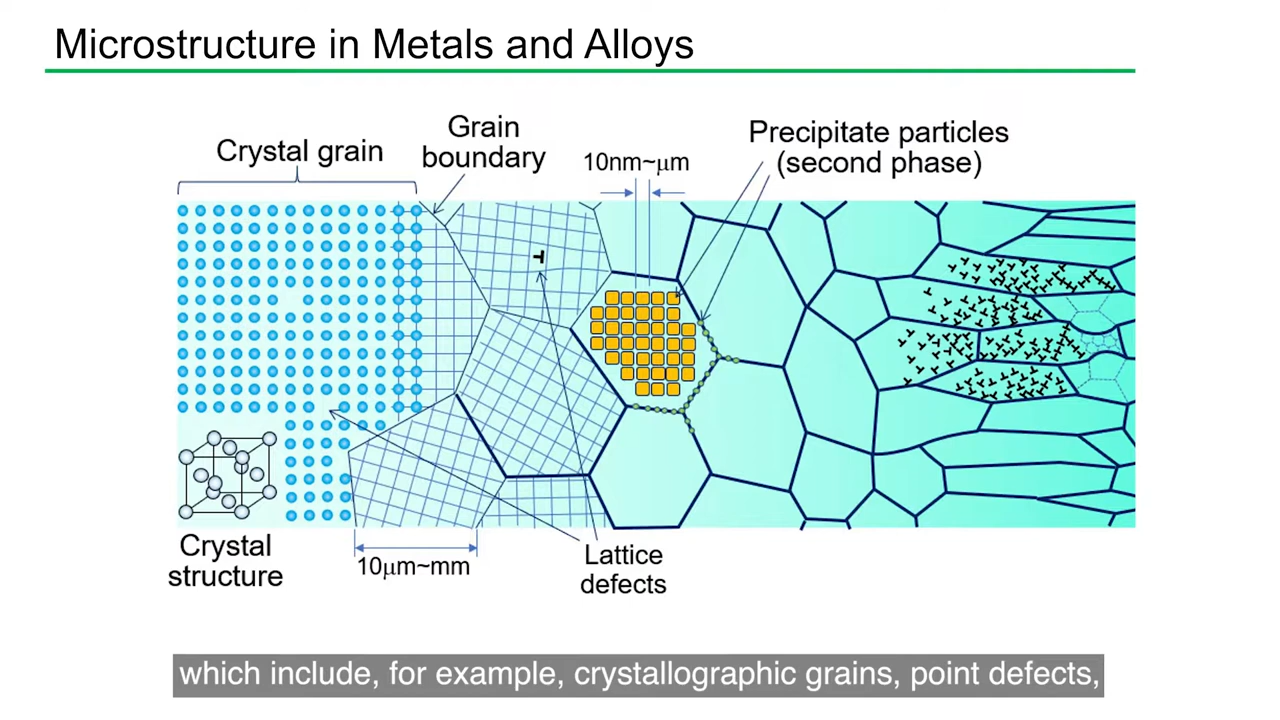 Microstructure in Metals and Alloys
Crystal grain
Grain
boundary
10nm~μm
Precipitate particles
(second phase)
Crystal
structure
10μm~mm
Lattice
defects
which include, for example, crystallographic grains, point defects,